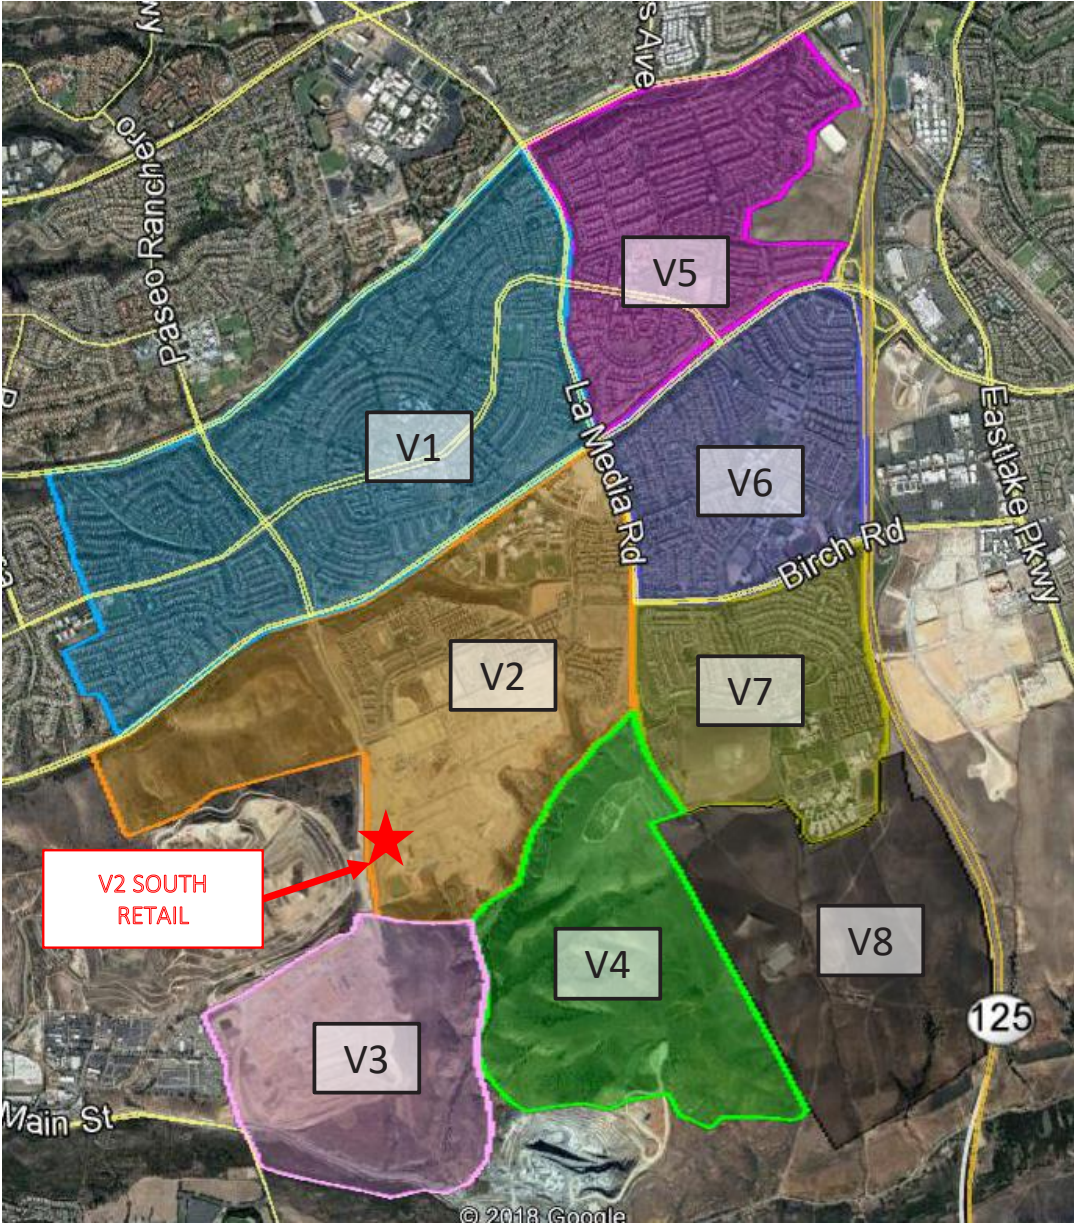 wy
s Ave
Paseo Ranchero
V5
La Media Rd
V1
V6
Eastlake Pkwy
Birch Rd
V2
V7
V2 SOUTH
RETAIL
V8
V4
125
V3
Main St
© 2018 Google